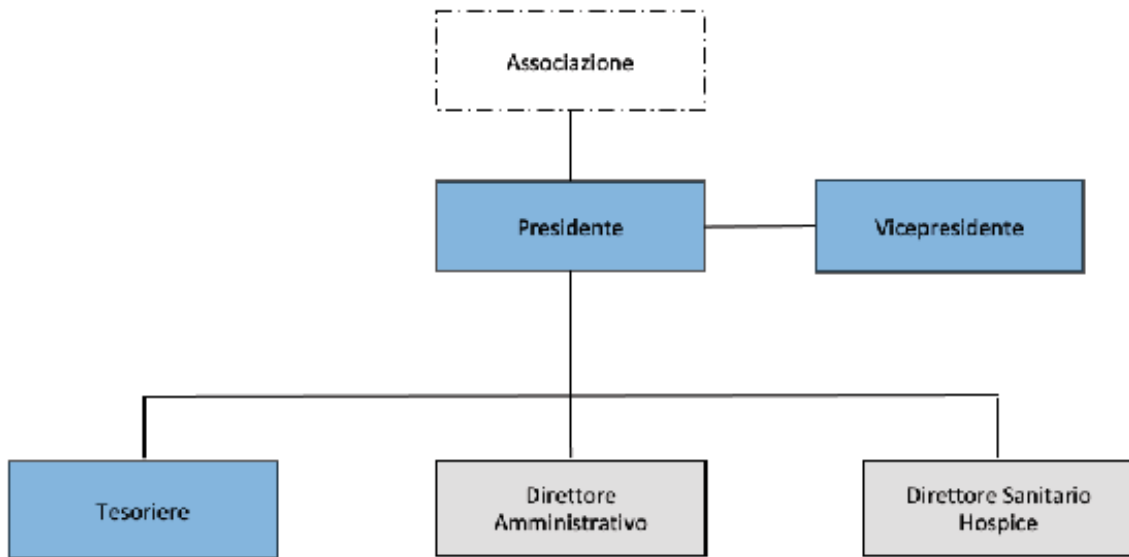 Associazione
Presidente
Vicepresidente
Tesoriere
Direttore
Amministrativo
Direttore Sanitario
Hospice